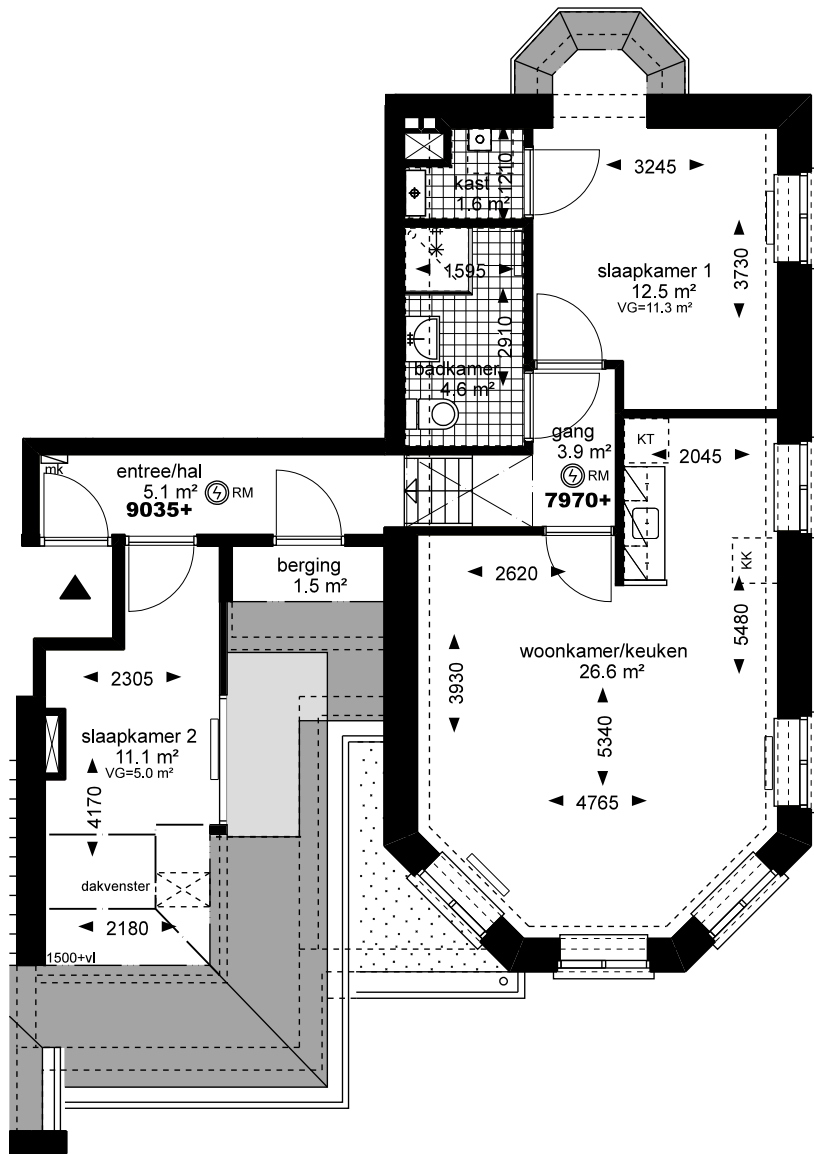 kast
1.6 m²
1210
3245
slaapkamer 1
12.5 m²
VG=11.3 m²
3730
1595
2910
badkamer
4.6 m²
gang
3.9 m²
RM
7970+
KT
2045
mk
entree/hal
5.1 m²
RM
9035+
berging
1.5 m²
2620
KK
5480
woonkamer/keuken
26.6 m²
3930
5340
4765
2305
slaapkamer 2
11.1 m²
VG=5.0 m²
4170
dakvenster
2180
1500+vl